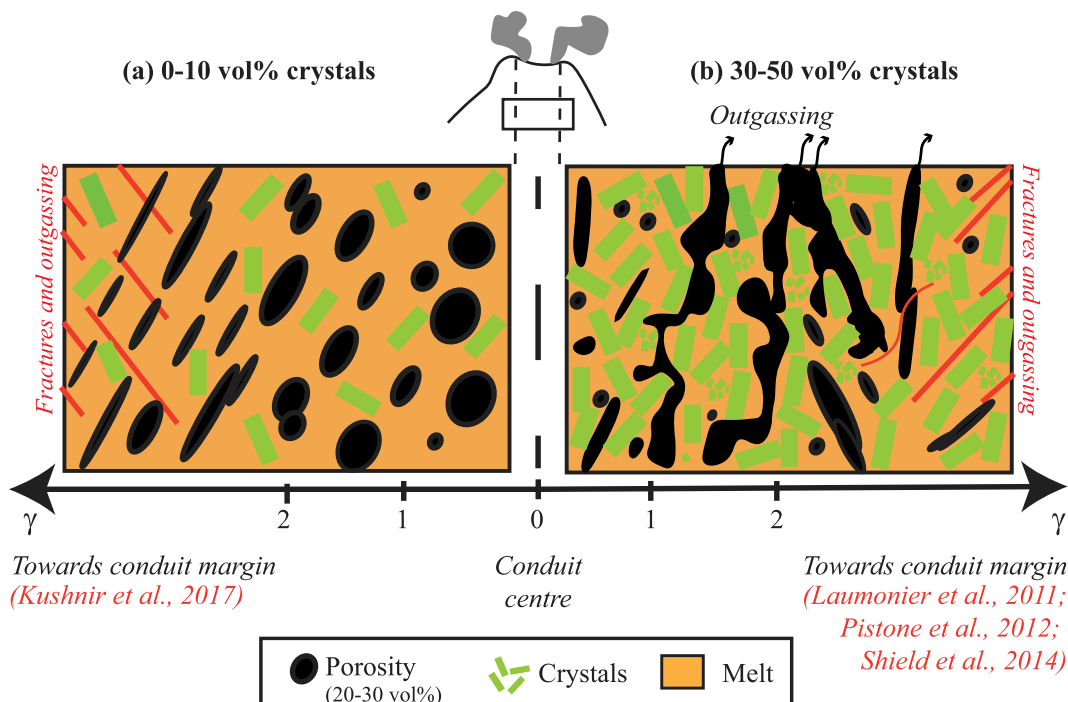 (a) 0-10 vol% crystals
(b) 30-50 vol% crystals
Outgassing
Fractures and outgassing
Fractures and outgassing
γ
2
1
0
1
2
γ
Towards conduit margin
(Kushnir et al., 2017)
Conduit
centre
Towards conduit margin
(Laumonier et al., 2011;
Pistone et al., 2012;
Shield et al., 2014)
Porosity
(20-30 vol%)
Crystals
Melt